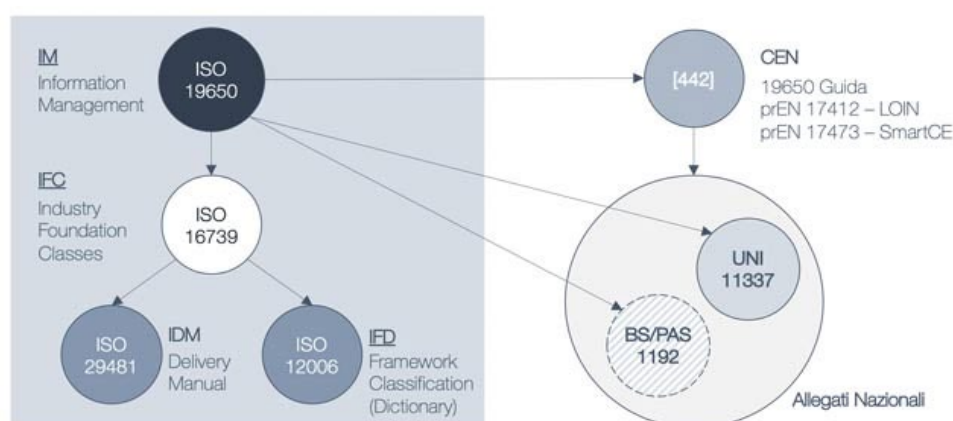 IM
Information
Management
ISO
19650
[442]
CEN
19650 Guida
prEN 17412 – LOIN
prEN 17473 – SmartCE
IFC
Industry
Foundation
Classes
ISO
16739
UNI
11337
ISO
29481
IDM
Delivery
Manual
ISO
12006
IFD
Framework
Classification
(Dictionary)
BS/PAS
1192
Allegati Nazionali